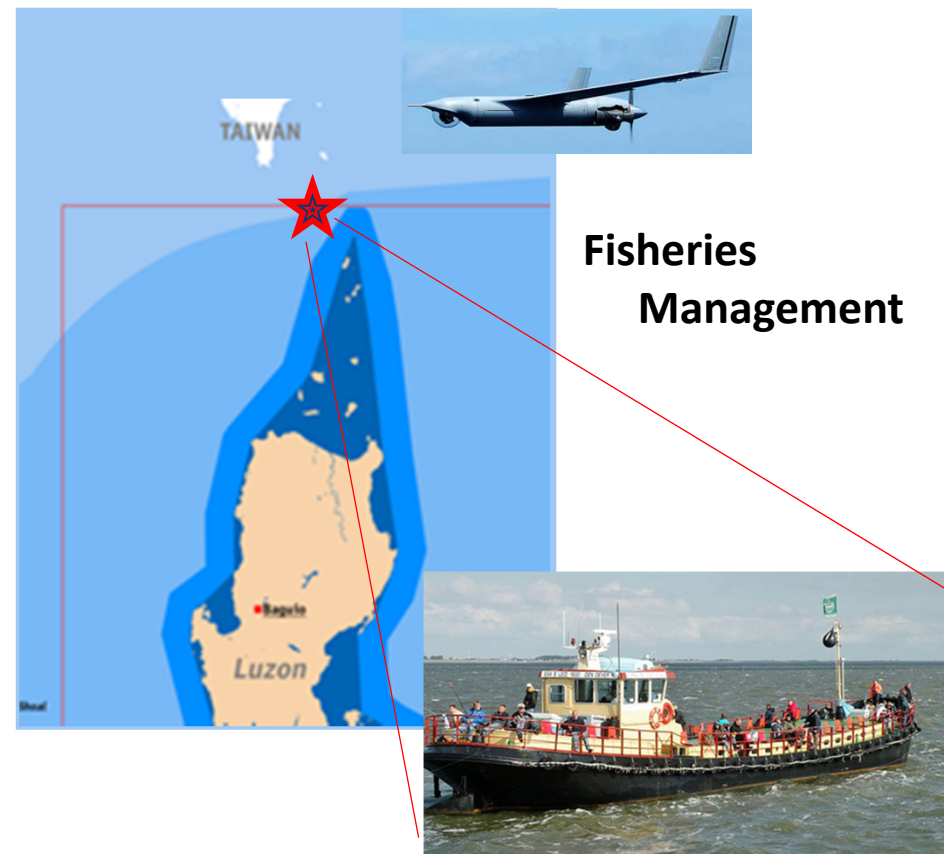 TAIWAN
Fisheries
Management
Baguio
Luzon
Shoal